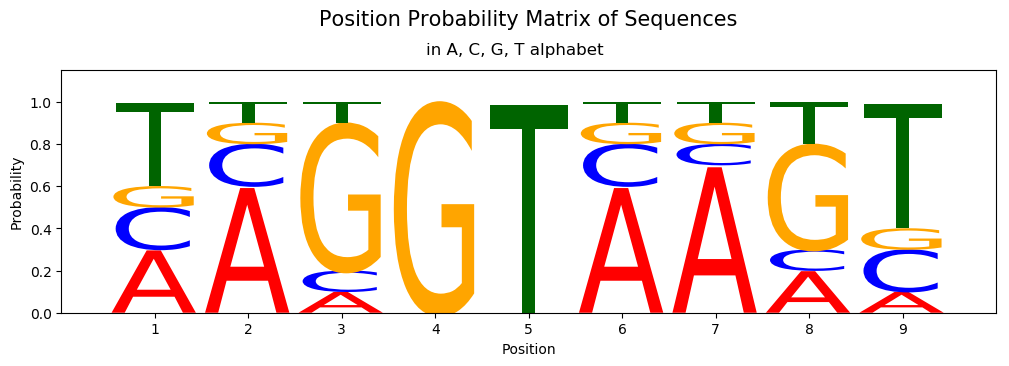 Position Probability Matrix of Sequences
in A, C, G, T alphabet
Probability
1.0
0.8
0.6
0.4
0.2
0.0
T T T G T T T T T
G G G G G G G
C C C C C C C
A A A A A A A
1 2 3 4 5 6 7 8 9
Position